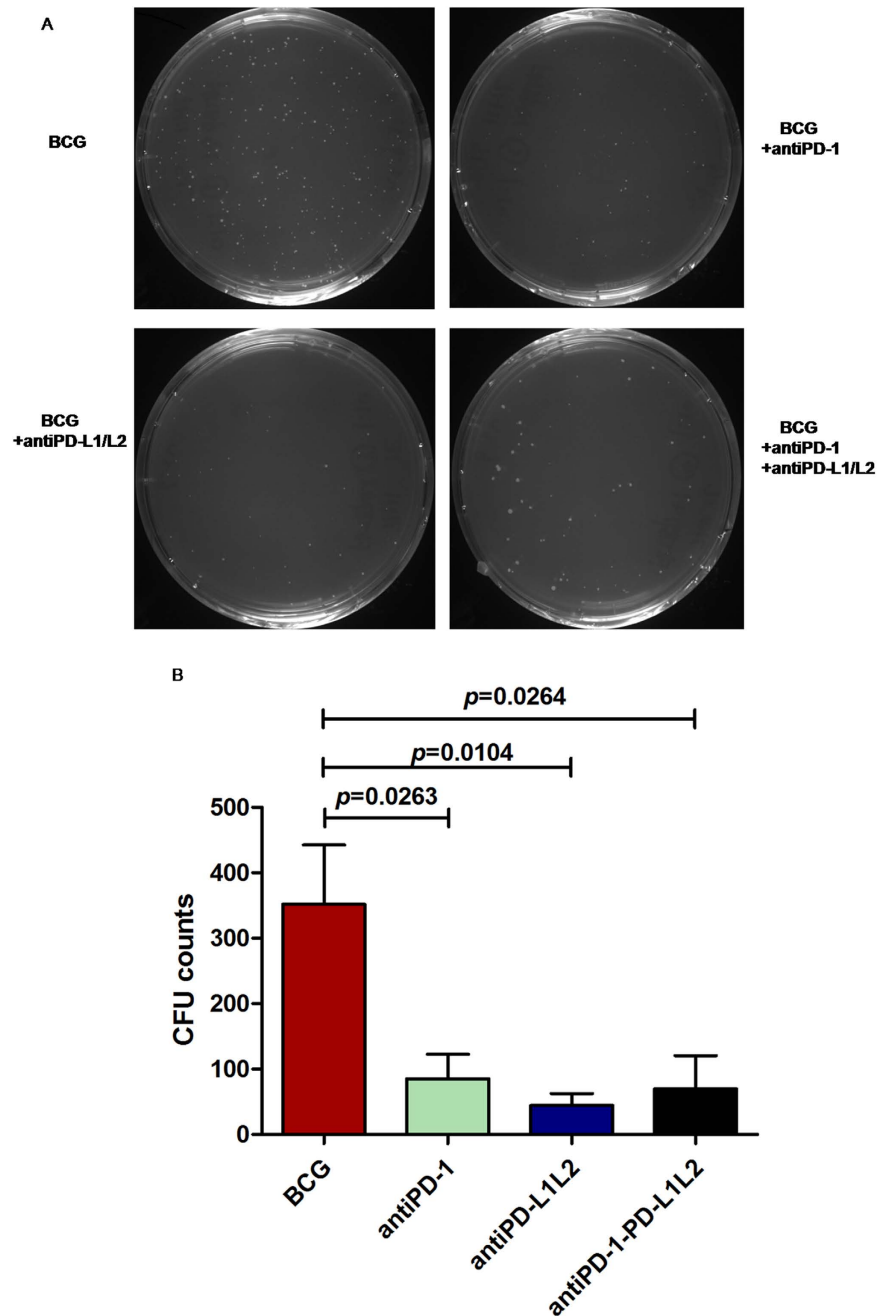 A
BCG
BCG
+antiPD-1
BCG
+antiPD-L1/L2
BCG
+antiPD-1
+antiPD-L1/L2
B
p=0.0264
p=0.0104
p=0.0263
CFU counts
500
400
300
200
100
0
BCG
antiPD-1
antiPD-L1L2
antiPD-1-PD-L1L2